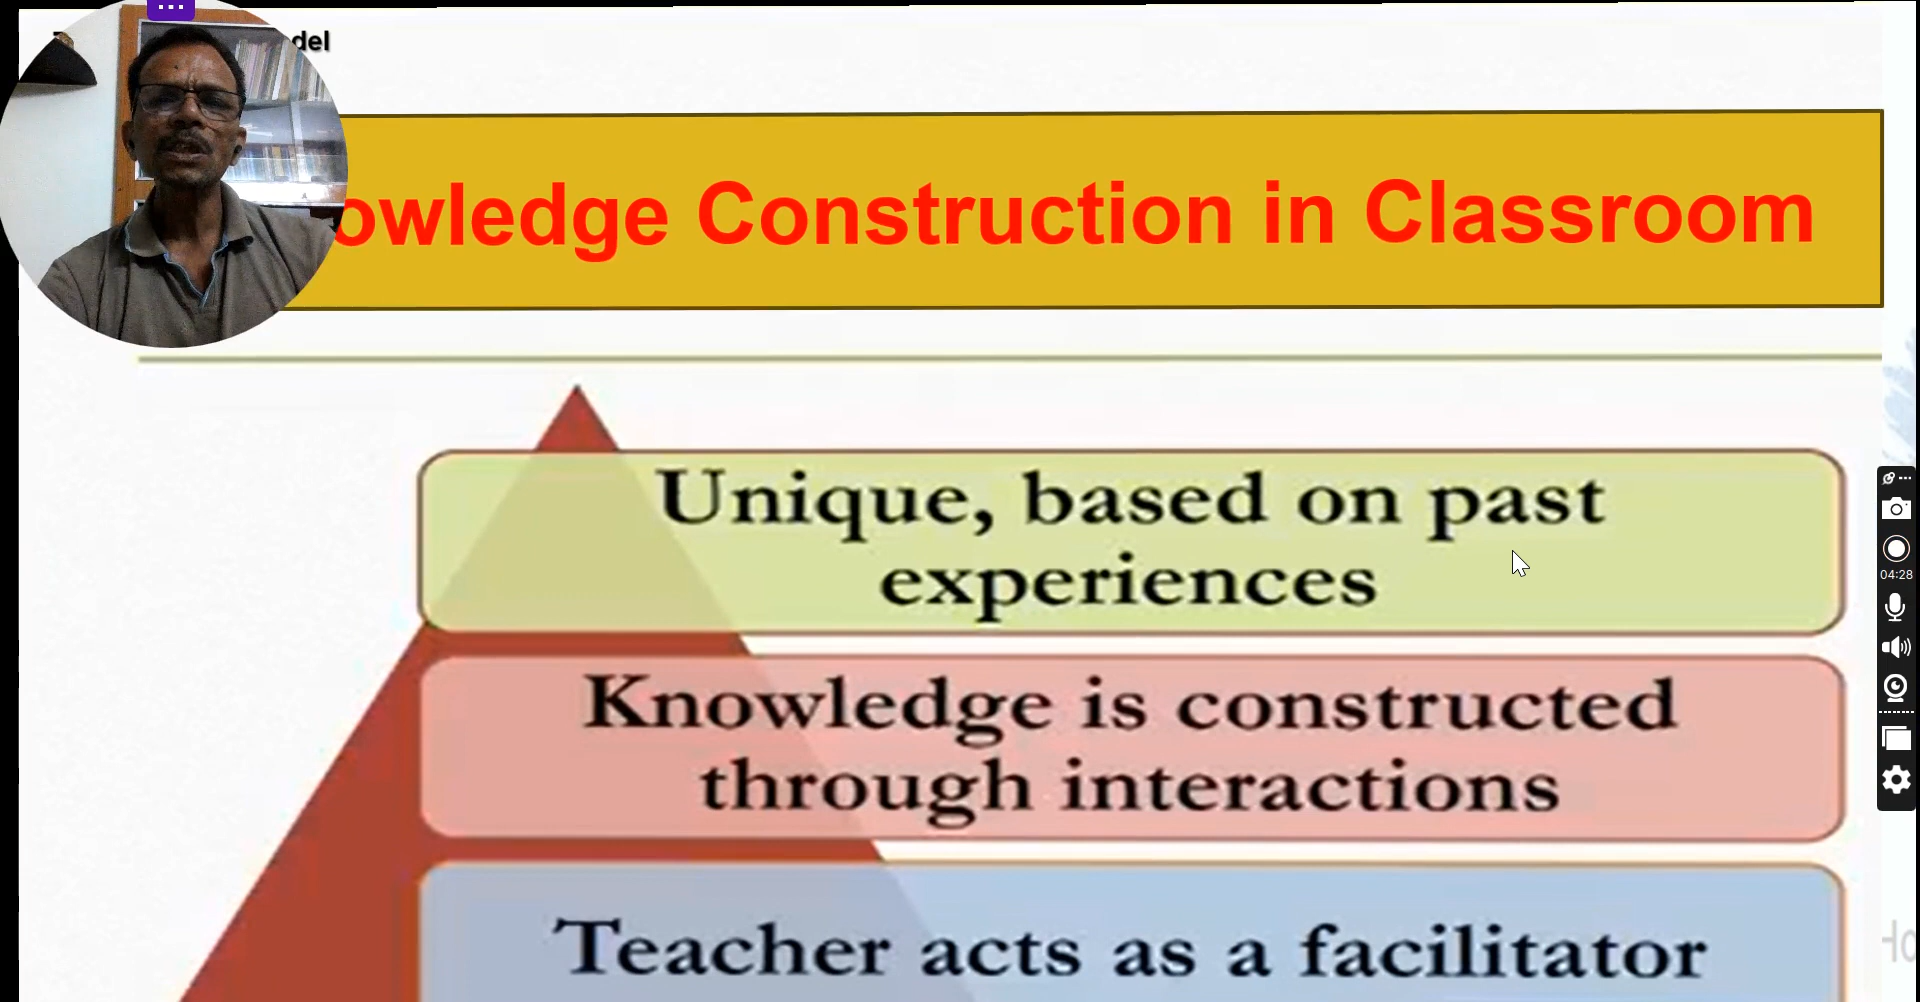 del
owledge Construction in Classroom
Unique, based on past
experiences
Knowledge is constructed
through interactions
Teacher acts as a facilitator
04:28